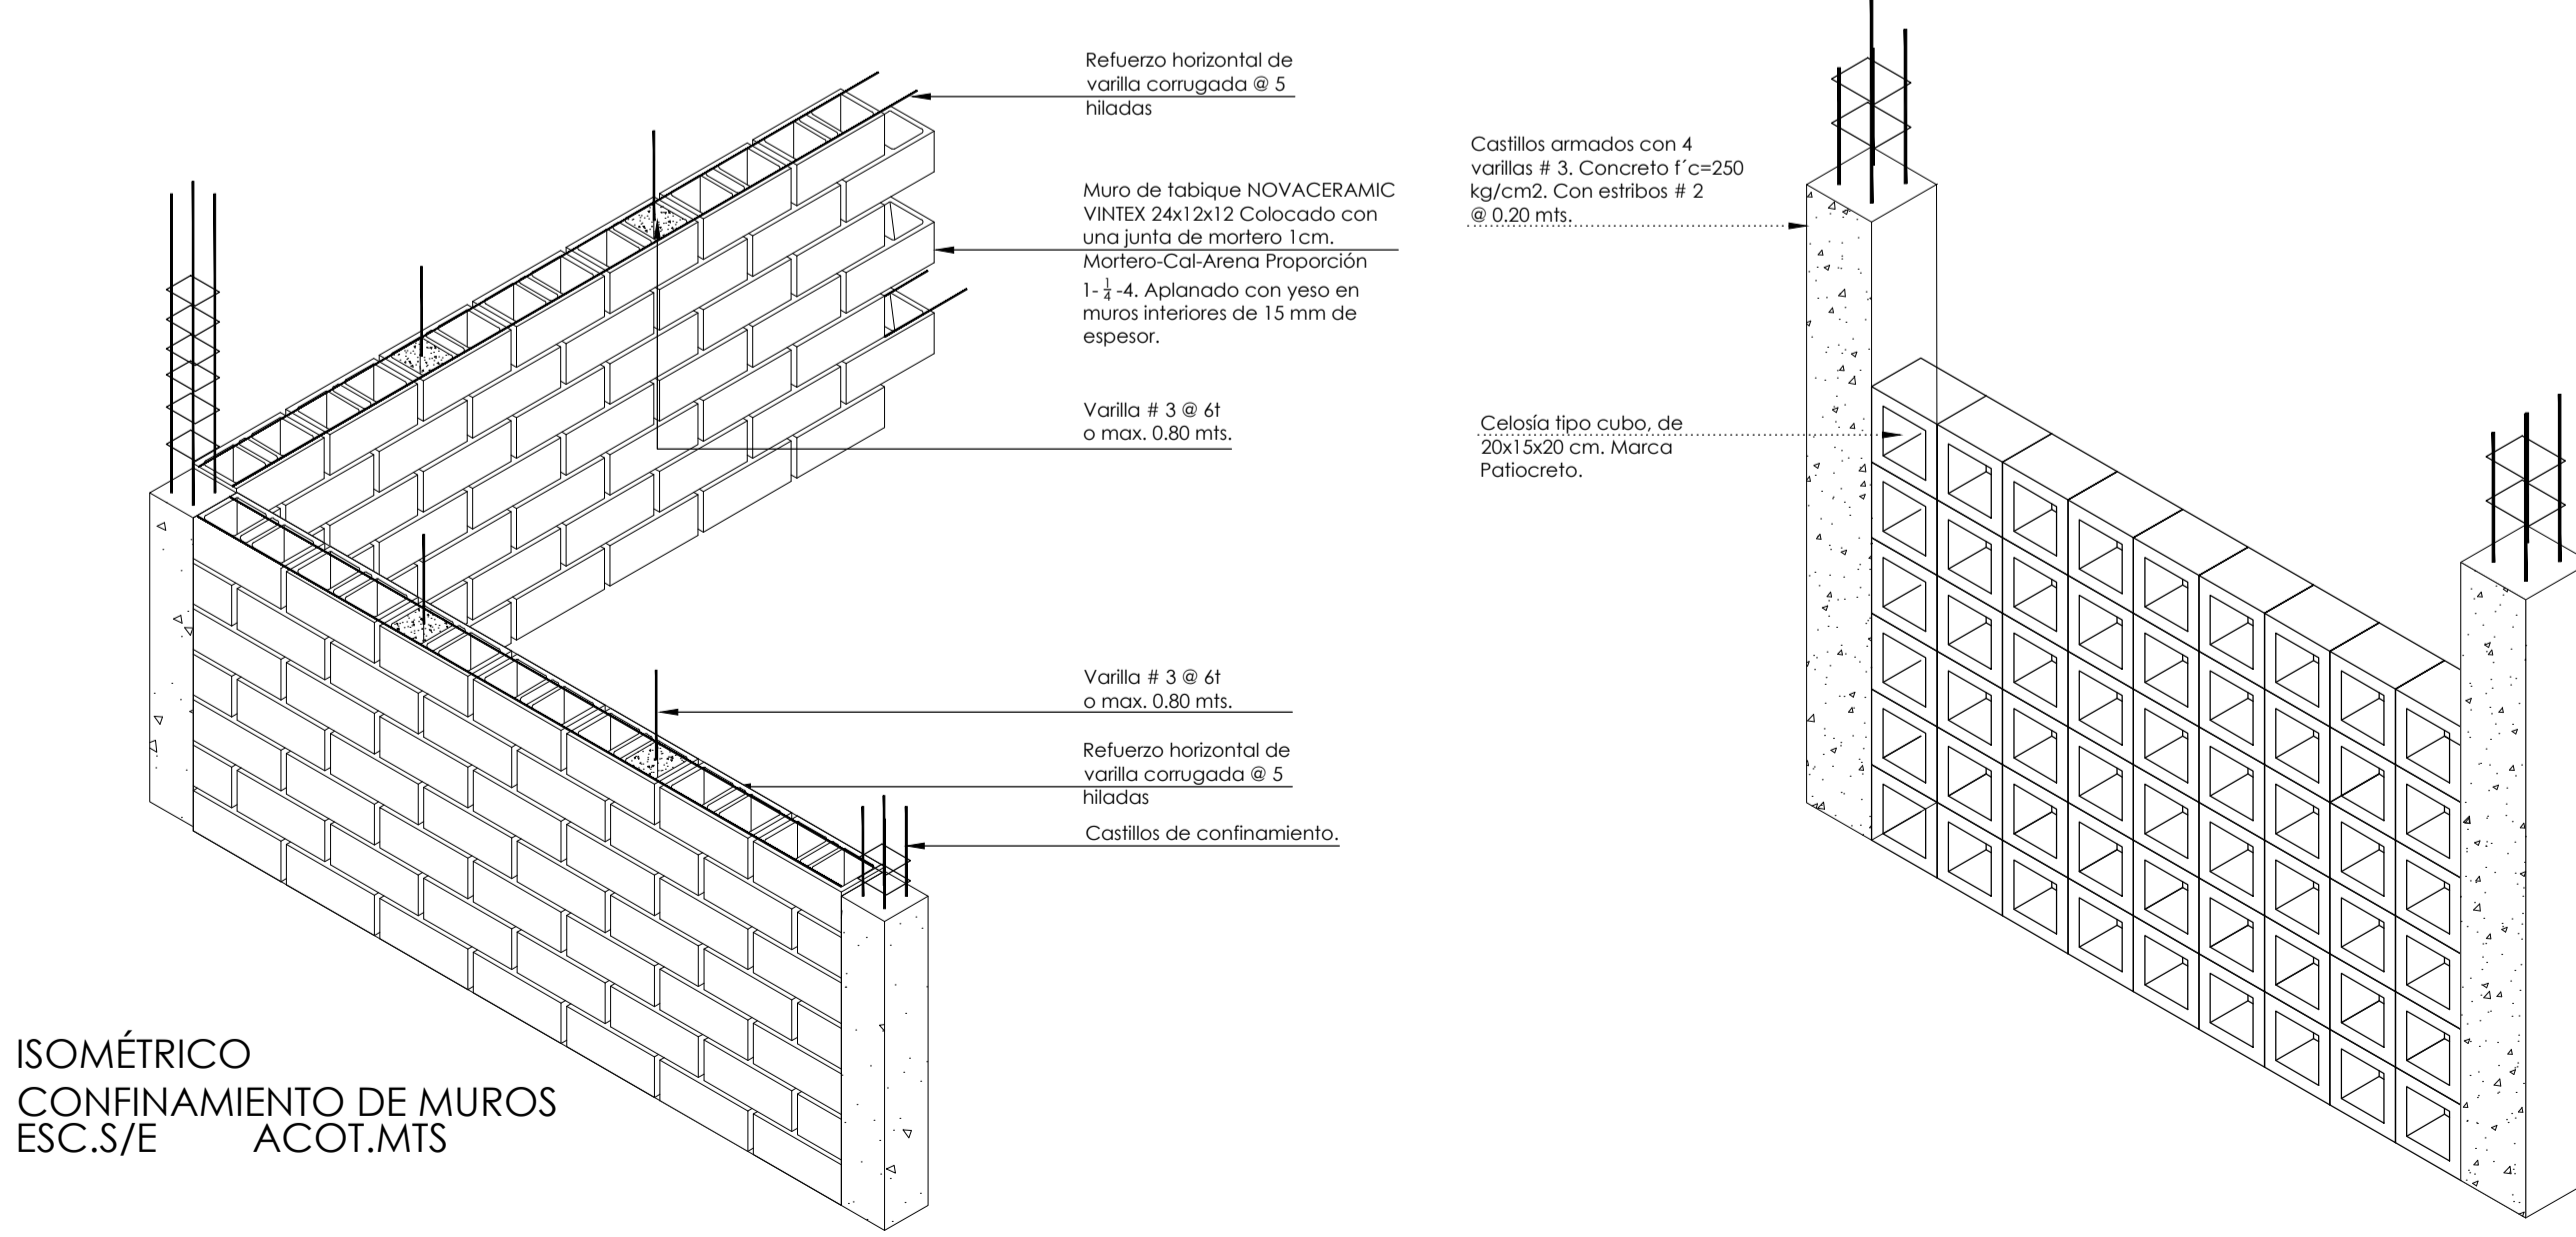 Refuerzo horizontal de
varilla corrugada @ 5
hiladas
Muro de tabique NOVACERAMIC
VINTEX 24x12x12 Colocado con
una junta de mortero 1cm.
Mortero-Cal-Arena Proporción
1-¼-4. Aplanado con yeso en
muros interiores de 15 mm de
espesor.
Varilla # 3 @ 6t
o max. 0.80 mts.
Varilla # 3 @ 6t
o max. 0.80 mts.
Refuerzo horizontal de
varilla corrugada @ 5
hiladas
Castillos de confinamiento.
ISOMÉTRICO
CONFINAMIENTO DE MUROS
ESC.S/E ACOT.MTS
Castillos armados con 4
varillas # 3. Concreto f´c=250
kg/cm2. Con estribos # 2
@ 0.20 mts.
Celosía tipo cubo, de
20x15x20 cm. Marca
Patiocreto.